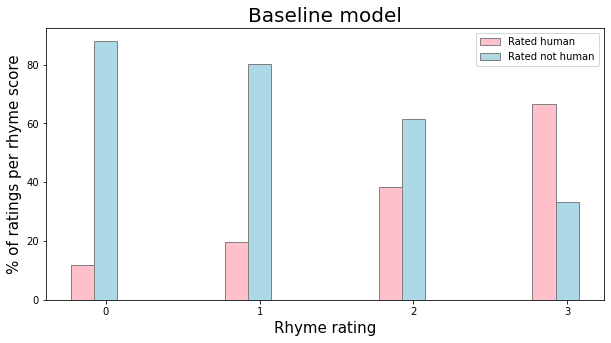 Baseline model
Rated human
Rated not human
% of ratings per rhyme score
80
60
40
20
0
0 1 2 3
Rhyme rating